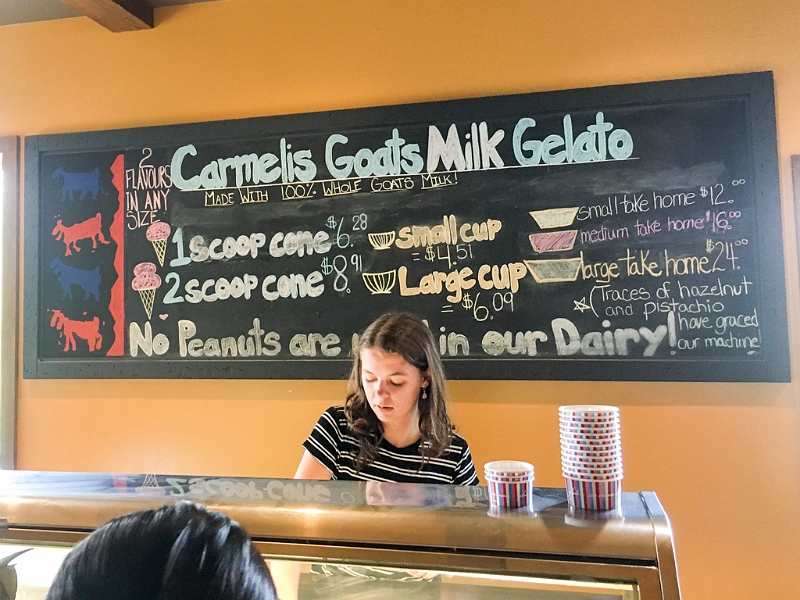 2
FLAVOURS
IN ANY
SIZE
Carmelis Goats Milk Gelato
MADE WITH 100% WHOLE GOATS MILK!
1 scoop cone $6.28
2 scoop cone $8.91
small cup
= $4.51
Large cup
= $6.09
small take home $12.00
medium take home $16.00
large take home $24.00
(Traces of hazelnut
and pistachio
have graced
our machine
No Peanuts are in our Dairy!